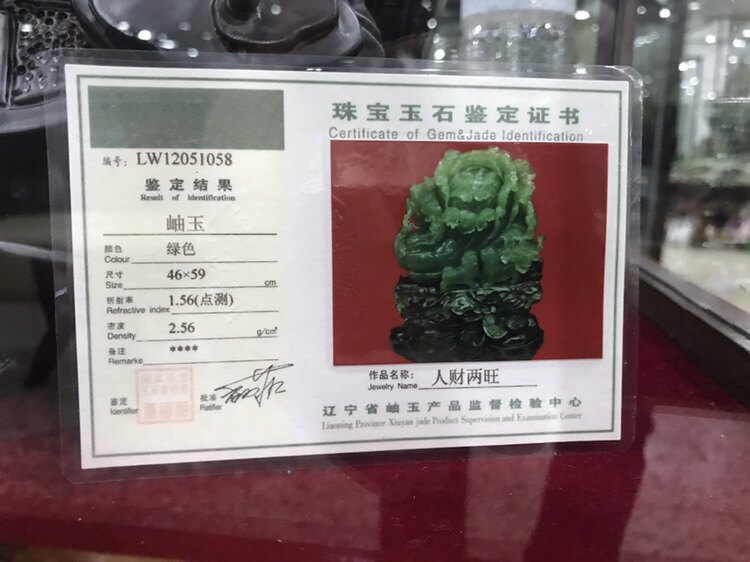 编号: LW12051058
鉴定结果
Result of Identification
岫玉
颜色 绿色
Colour
尺寸 46×59
Size cm
折射率 1.56(点测)
Refractive index
密度 2.56 g/cm³
Density
备注 ****
Remarks
鉴定 批准
Identifier Ratifier
珠宝玉石鉴定证书
Certificate of Gem&Jade Identification
作品名称: 人财两旺
Jewelry Name
辽宁省岫玉产品监督检验中心
Liaoning Province Xiuyan jade Product Supervision and Examination Center